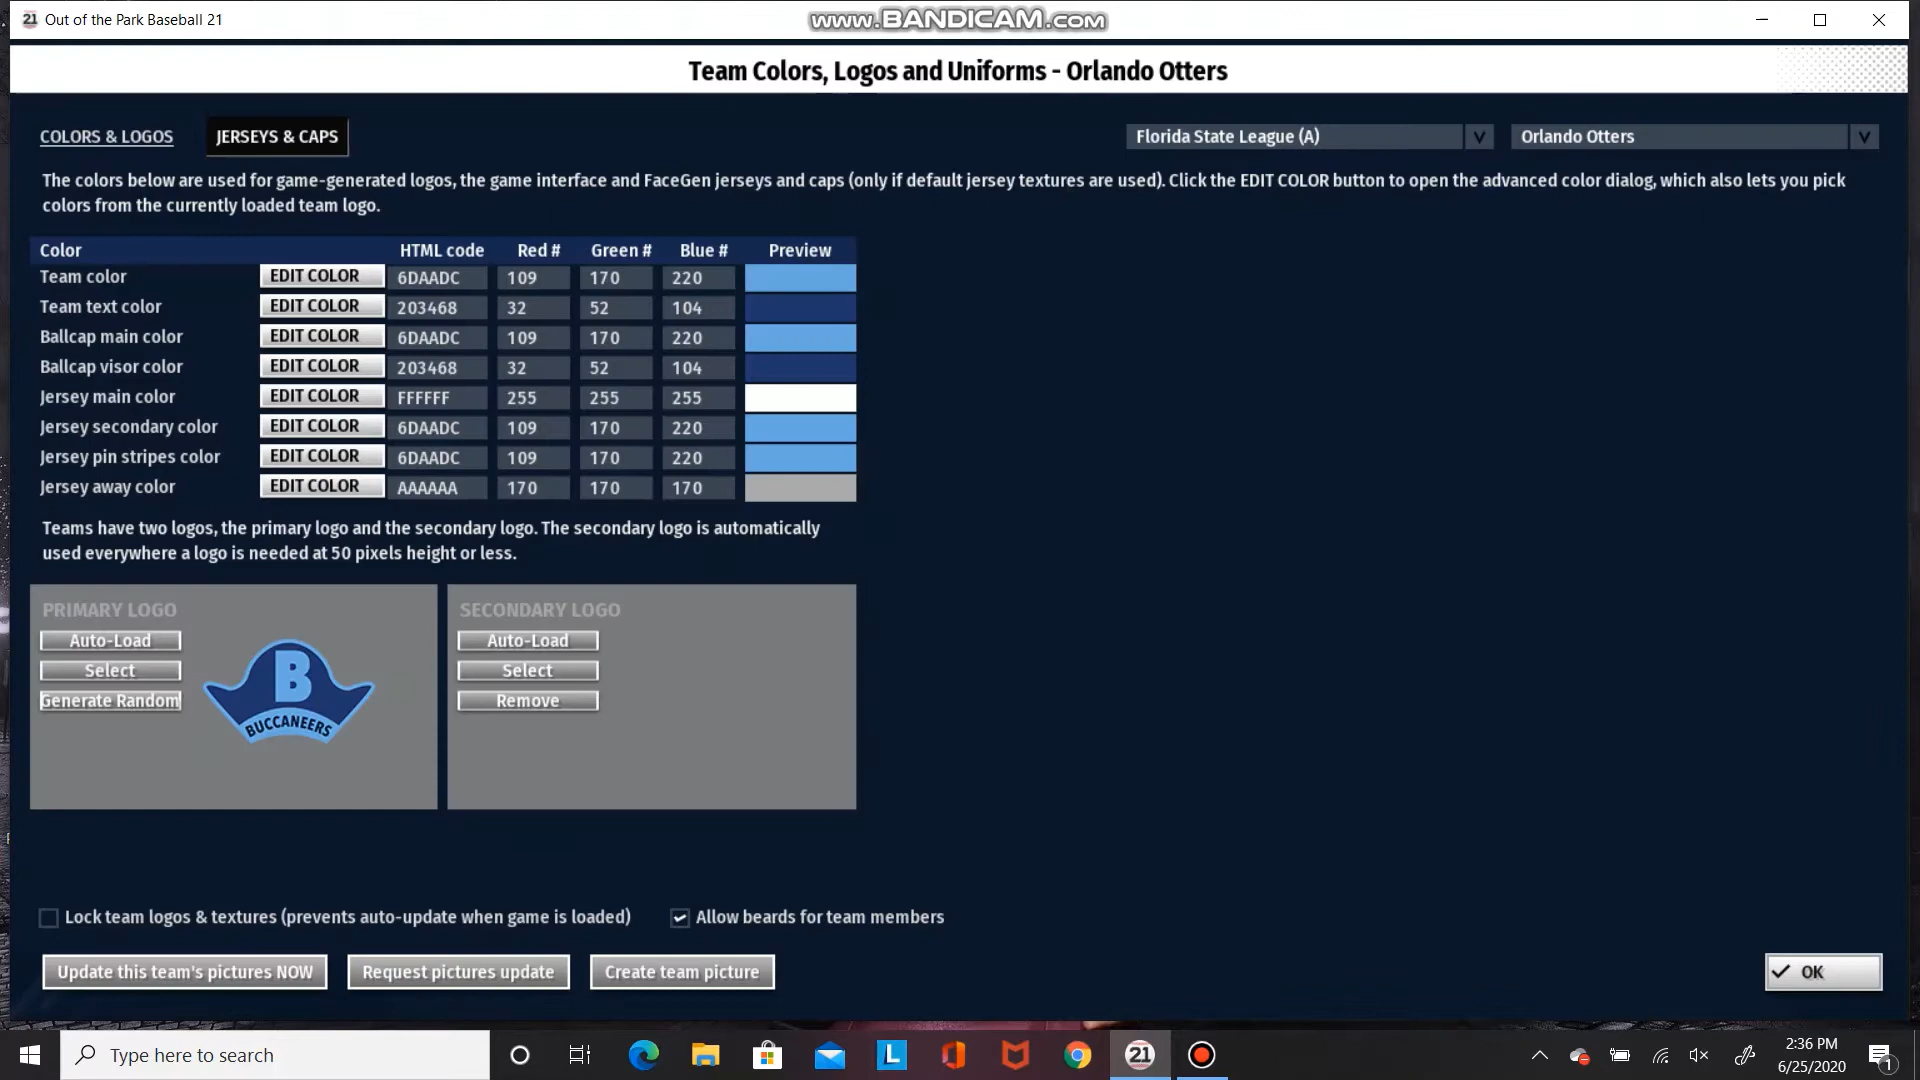 21 Out of the Park Baseball 21
www.BANDICAM.com
Team Colors, Logos and Uniforms - Orlando Otters
COLORS & LOGOS JERSEYS & CAPS Florida State League (A) V Orlando Otters V
The colors below are used for game-generated logos, the game interface and FaceGen jerseys and caps (only if default jersey textures are used). Click the EDIT COLOR button to open the advanced color dialog, which also lets you pick
colors from the currently loaded team logo.
Color HTML code Red # Green # Blue # Preview
Team color EDIT COLOR 6DAADC 109 170 220
Team text color EDIT COLOR 203468 32 52 104
Ballcap main color EDIT COLOR 6DAADC 109 170 220
Ballcap visor color EDIT COLOR 203468 32 52 104
Jersey main color EDIT COLOR FFFFFF 255 255 255
Jersey secondary color EDIT COLOR 6DAADC 109 170 220
Jersey pin stripes color EDIT COLOR 6DAADC 109 170 220
Jersey away color EDIT COLOR AAAAAA 170 170 170
Teams have two logos, the primary logo and the secondary logo. The secondary logo is automatically
used everywhere a logo is needed at 50 pixels height or less.
PRIMARY LOGO SECONDARY LOGO
Auto-Load Auto-Load
Select Select
Generate Random Remove
B
BUCCANEERS
Lock team logos & textures (prevents auto-update when game is loaded) Allow beards for team members
Update this team's pictures NOW Request pictures update Create team picture OK
Type here to search L 21 2:36 PM
6/25/2020 1